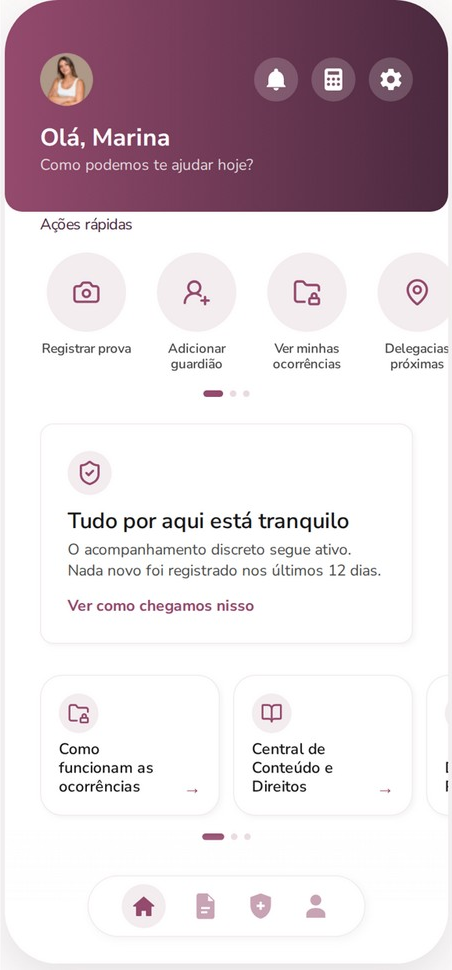 Olá, Marina
Como podemos te ajudar hoje?
Ações rápidas
Registrar prova
Adicionar
guardião
Ver minhas
ocorrências
Delegacias
próximas
Tudo por aqui está tranquilo
O acompanhamento discreto segue ativo.
Nada novo foi registrado nos últimos 12 dias.
Ver como chegamos nisso
Como
funcionam as
ocorrências
→
Central de
Conteúdo e
Direitos
→